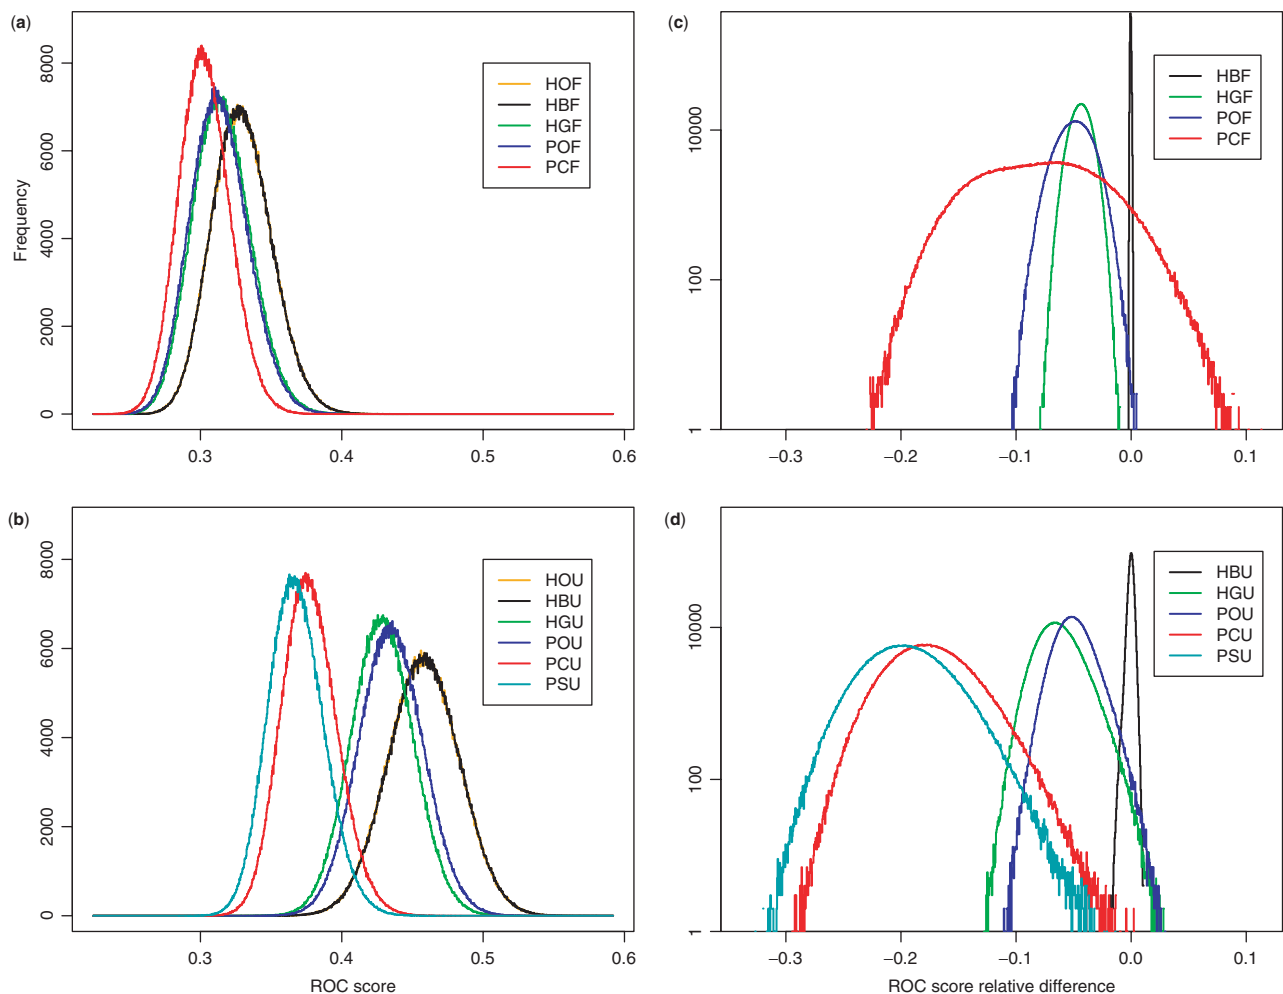 (a)
8000
6000
4000
2000
0
Frequency
HOF
HBF
HGF
POF
PCF
0.3
0.4
0.5
0.6
(c)
10000
100
1
HBF
HGF
POF
PCF
−0.3
−0.2
−0.1
0.0
0.1
(b)
8000
6000
4000
2000
0
HOU
HBU
HGU
POU
PCU
PSU
0.3
0.4
0.5
0.6
ROC score
(d)
10000
100
1
HBU
HGU
POU
PCU
PSU
−0.3
−0.2
−0.1
0.0
0.1
ROC score relative difference